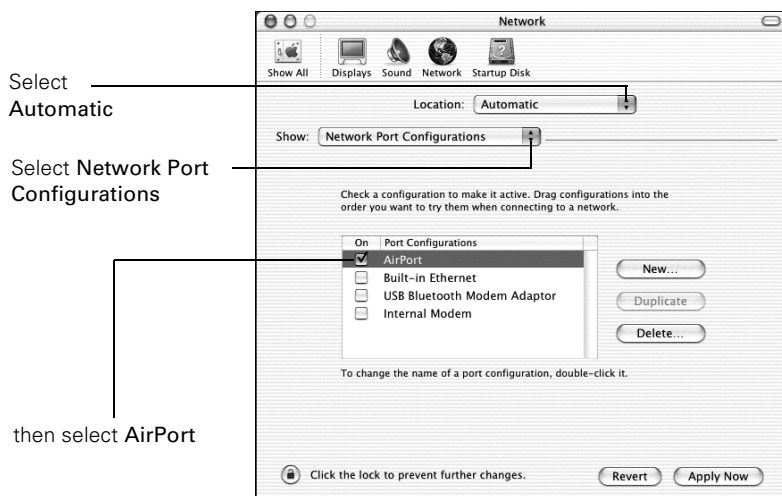 Network
Show All Displays Sound Network Startup Disk
Select
Automatic
Location: Automatic
Show: Network Port Configurations
Select Network Port
Configurations
Check a configuration to make it active. Drag configurations into the
order you want to try them when connecting to a network.
On Port Configurations
AirPort
Built-in Ethernet
USB Bluetooth Modem Adaptor
Internal Modem
New...
Duplicate
Delete...
To change the name of a port configuration, double-click it.
then select AirPort
Click the lock to prevent further changes.
Revert Apply Now